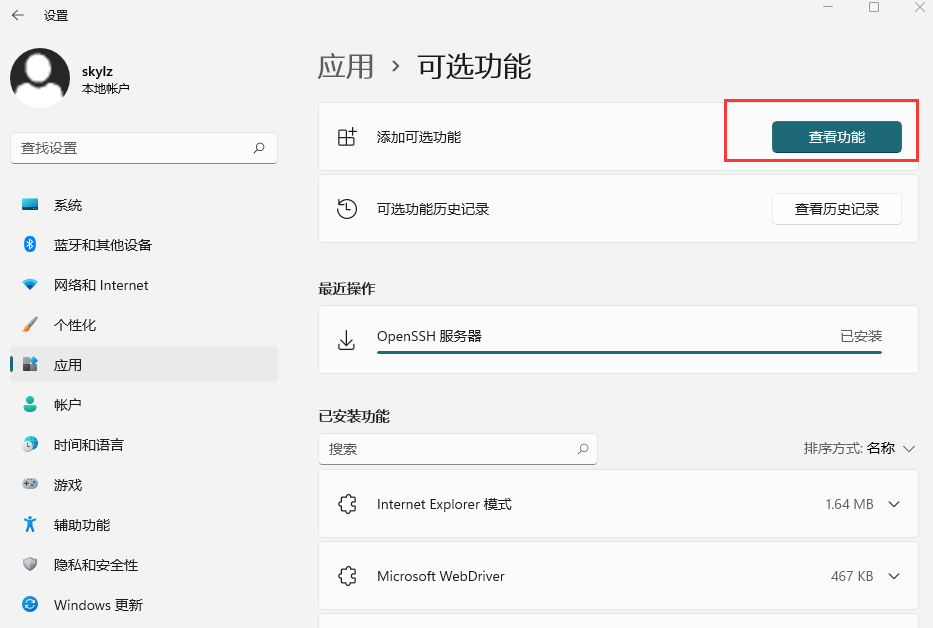 设置
skylz
本地帐户
查找设置
系统
蓝牙和其他设备
网络和 Internet
个性化
应用
帐户
时间和语言
游戏
辅助功能
隐私和安全性
Windows 更新
应用 › 可选功能
添加可选功能
查看功能
可选功能历史记录
查看历史记录
最近操作
OpenSSH 服务器
已安装
已安装功能
搜索
排序方式: 名称
Internet Explorer 模式
1.64 MB
Microsoft WebDriver
467 KB